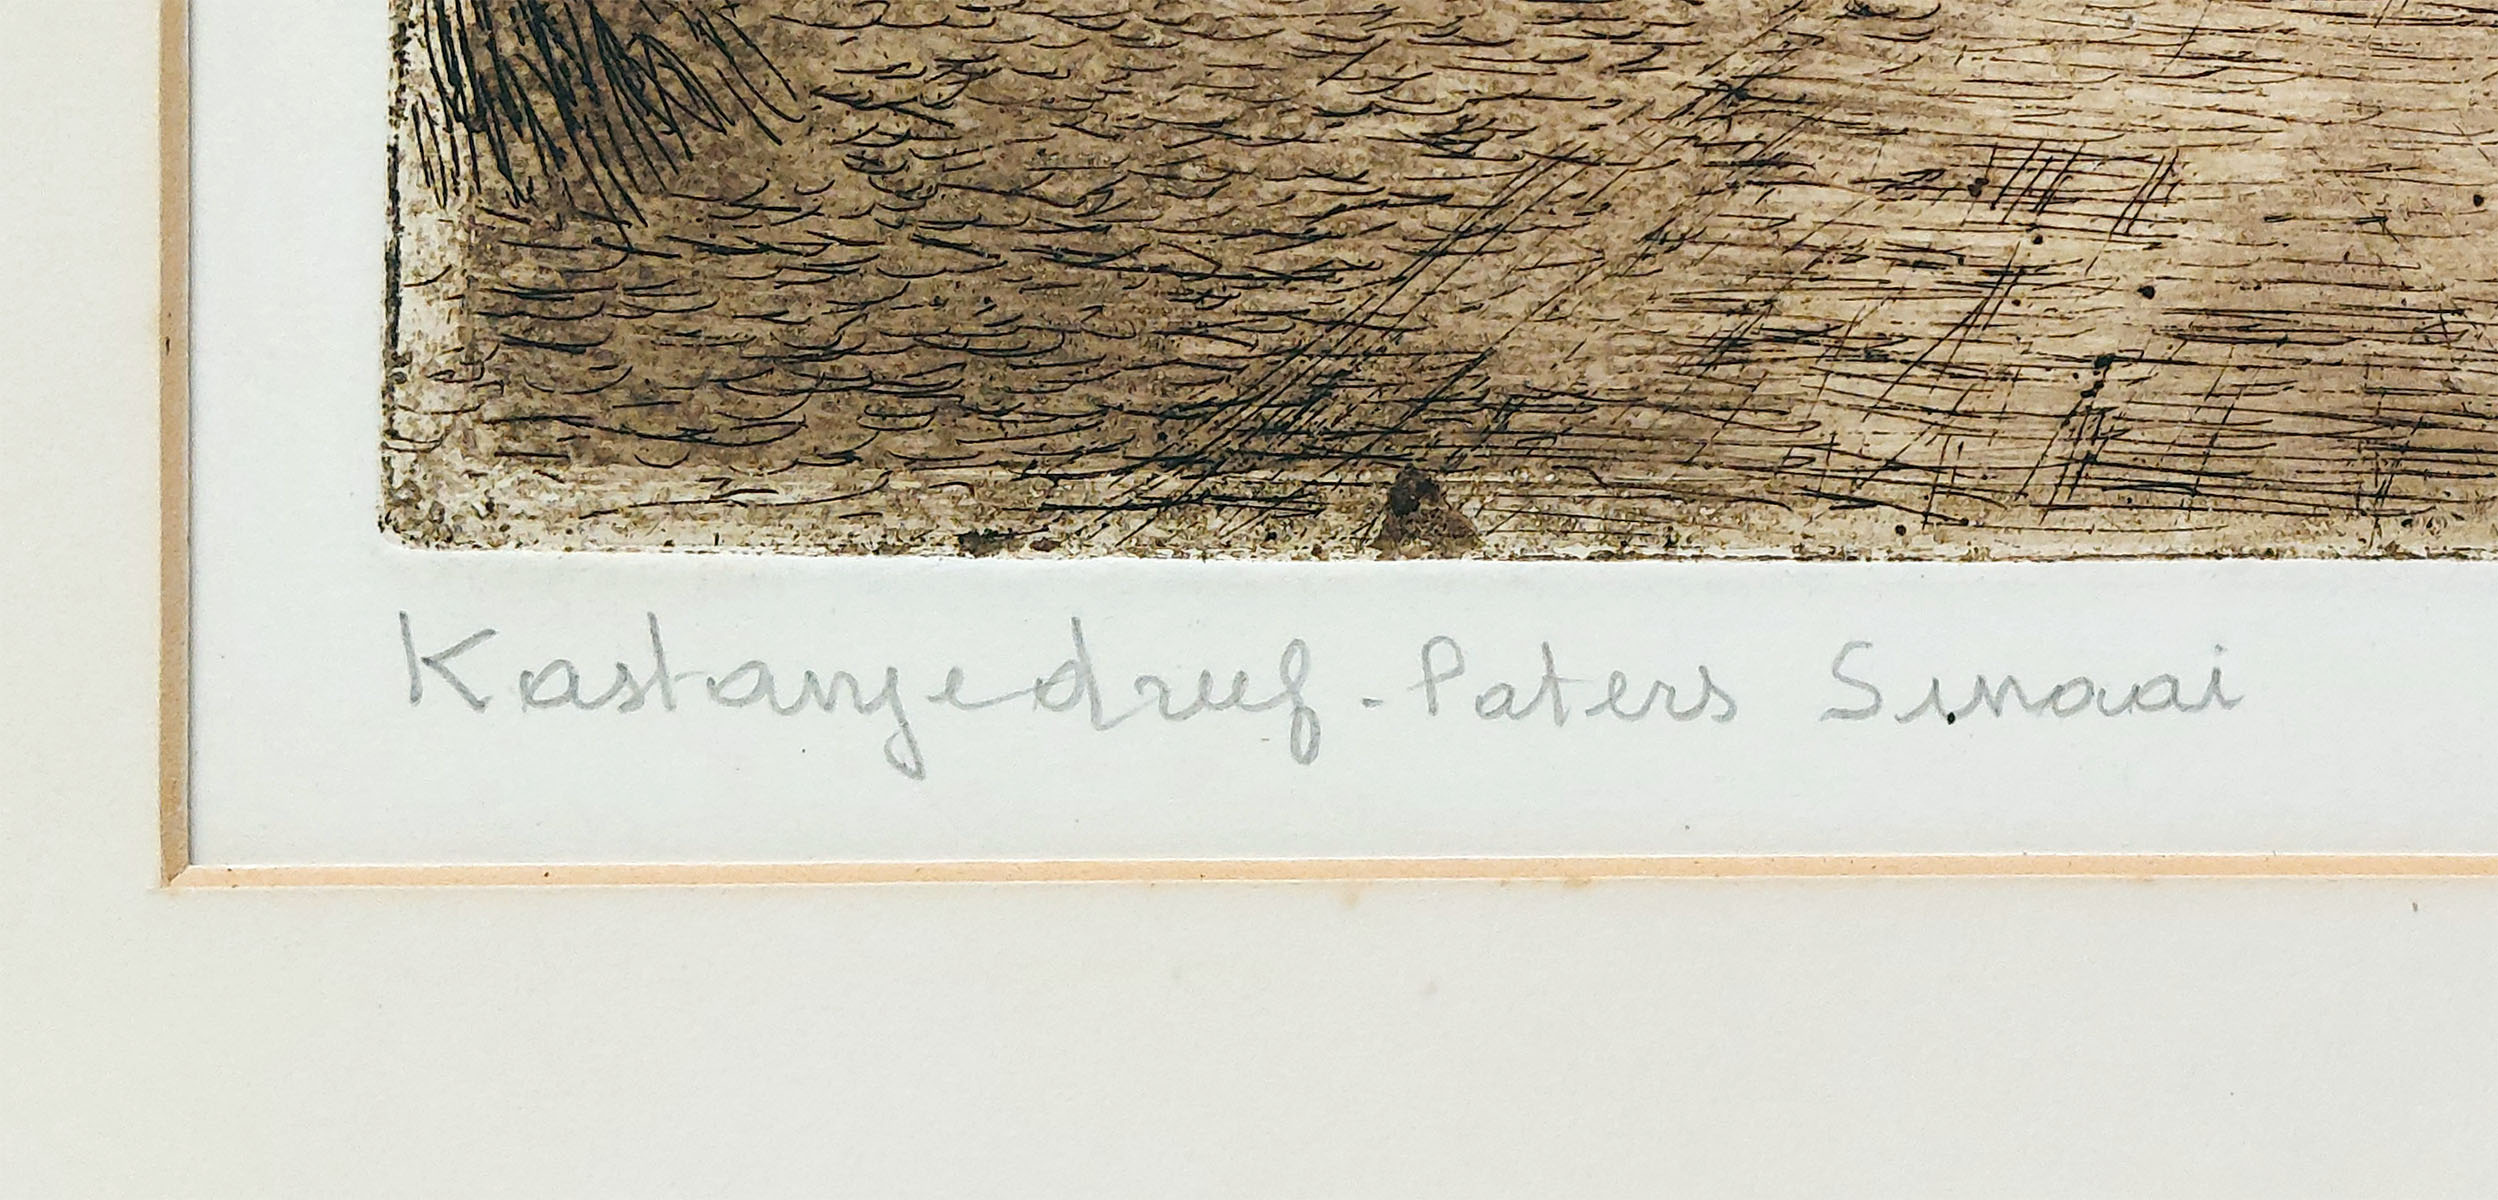 Kastanjedreef - Paters Sinaai